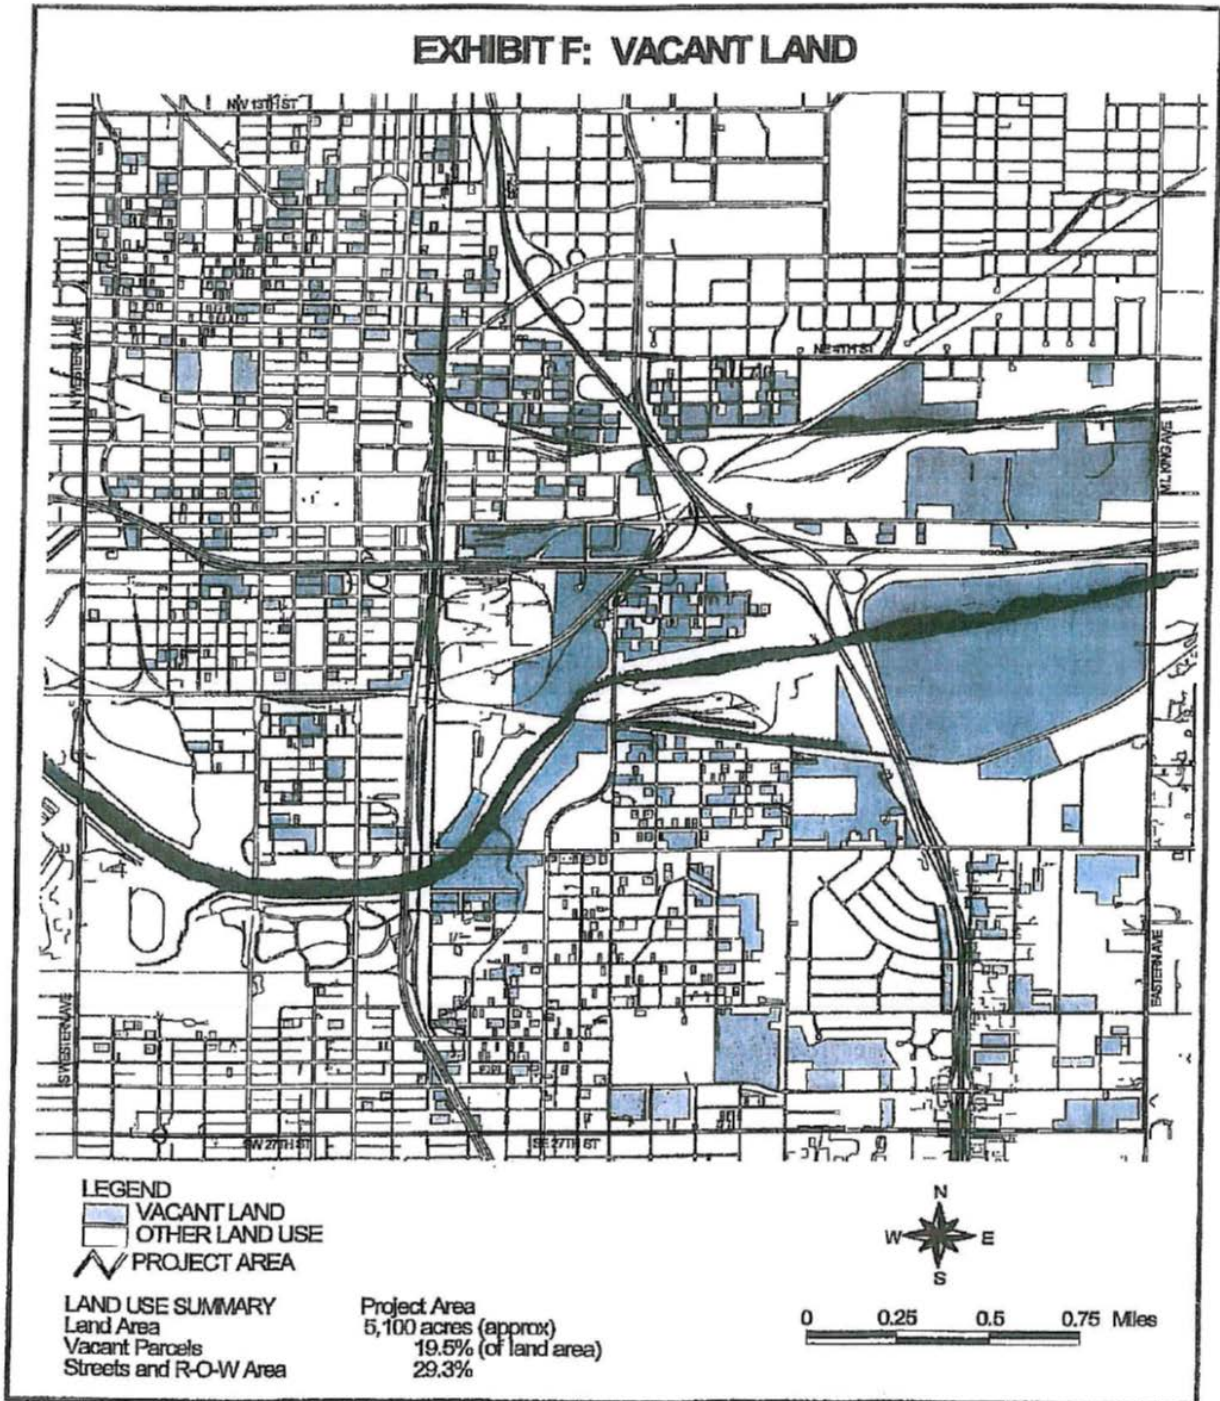 EXHIBIT F: VACANT LAND
NW 13TH ST
N WESTERN AVE
NE 4TH ST
M L KING AVE
S WESTERN AVE
EASTERN AVE
SW 27TH ST
SE 27TH ST
LEGEND
VACANT LAND
OTHER LAND USE
PROJECT AREA
N
W E
S
LAND USE SUMMARY Project Area
Land Area 5,100 acres (approx)
Vacant Parcels 19.5% (of land area)
Streets and R-O-W Area 29.3%
0 0.25 0.5 0.75 Miles